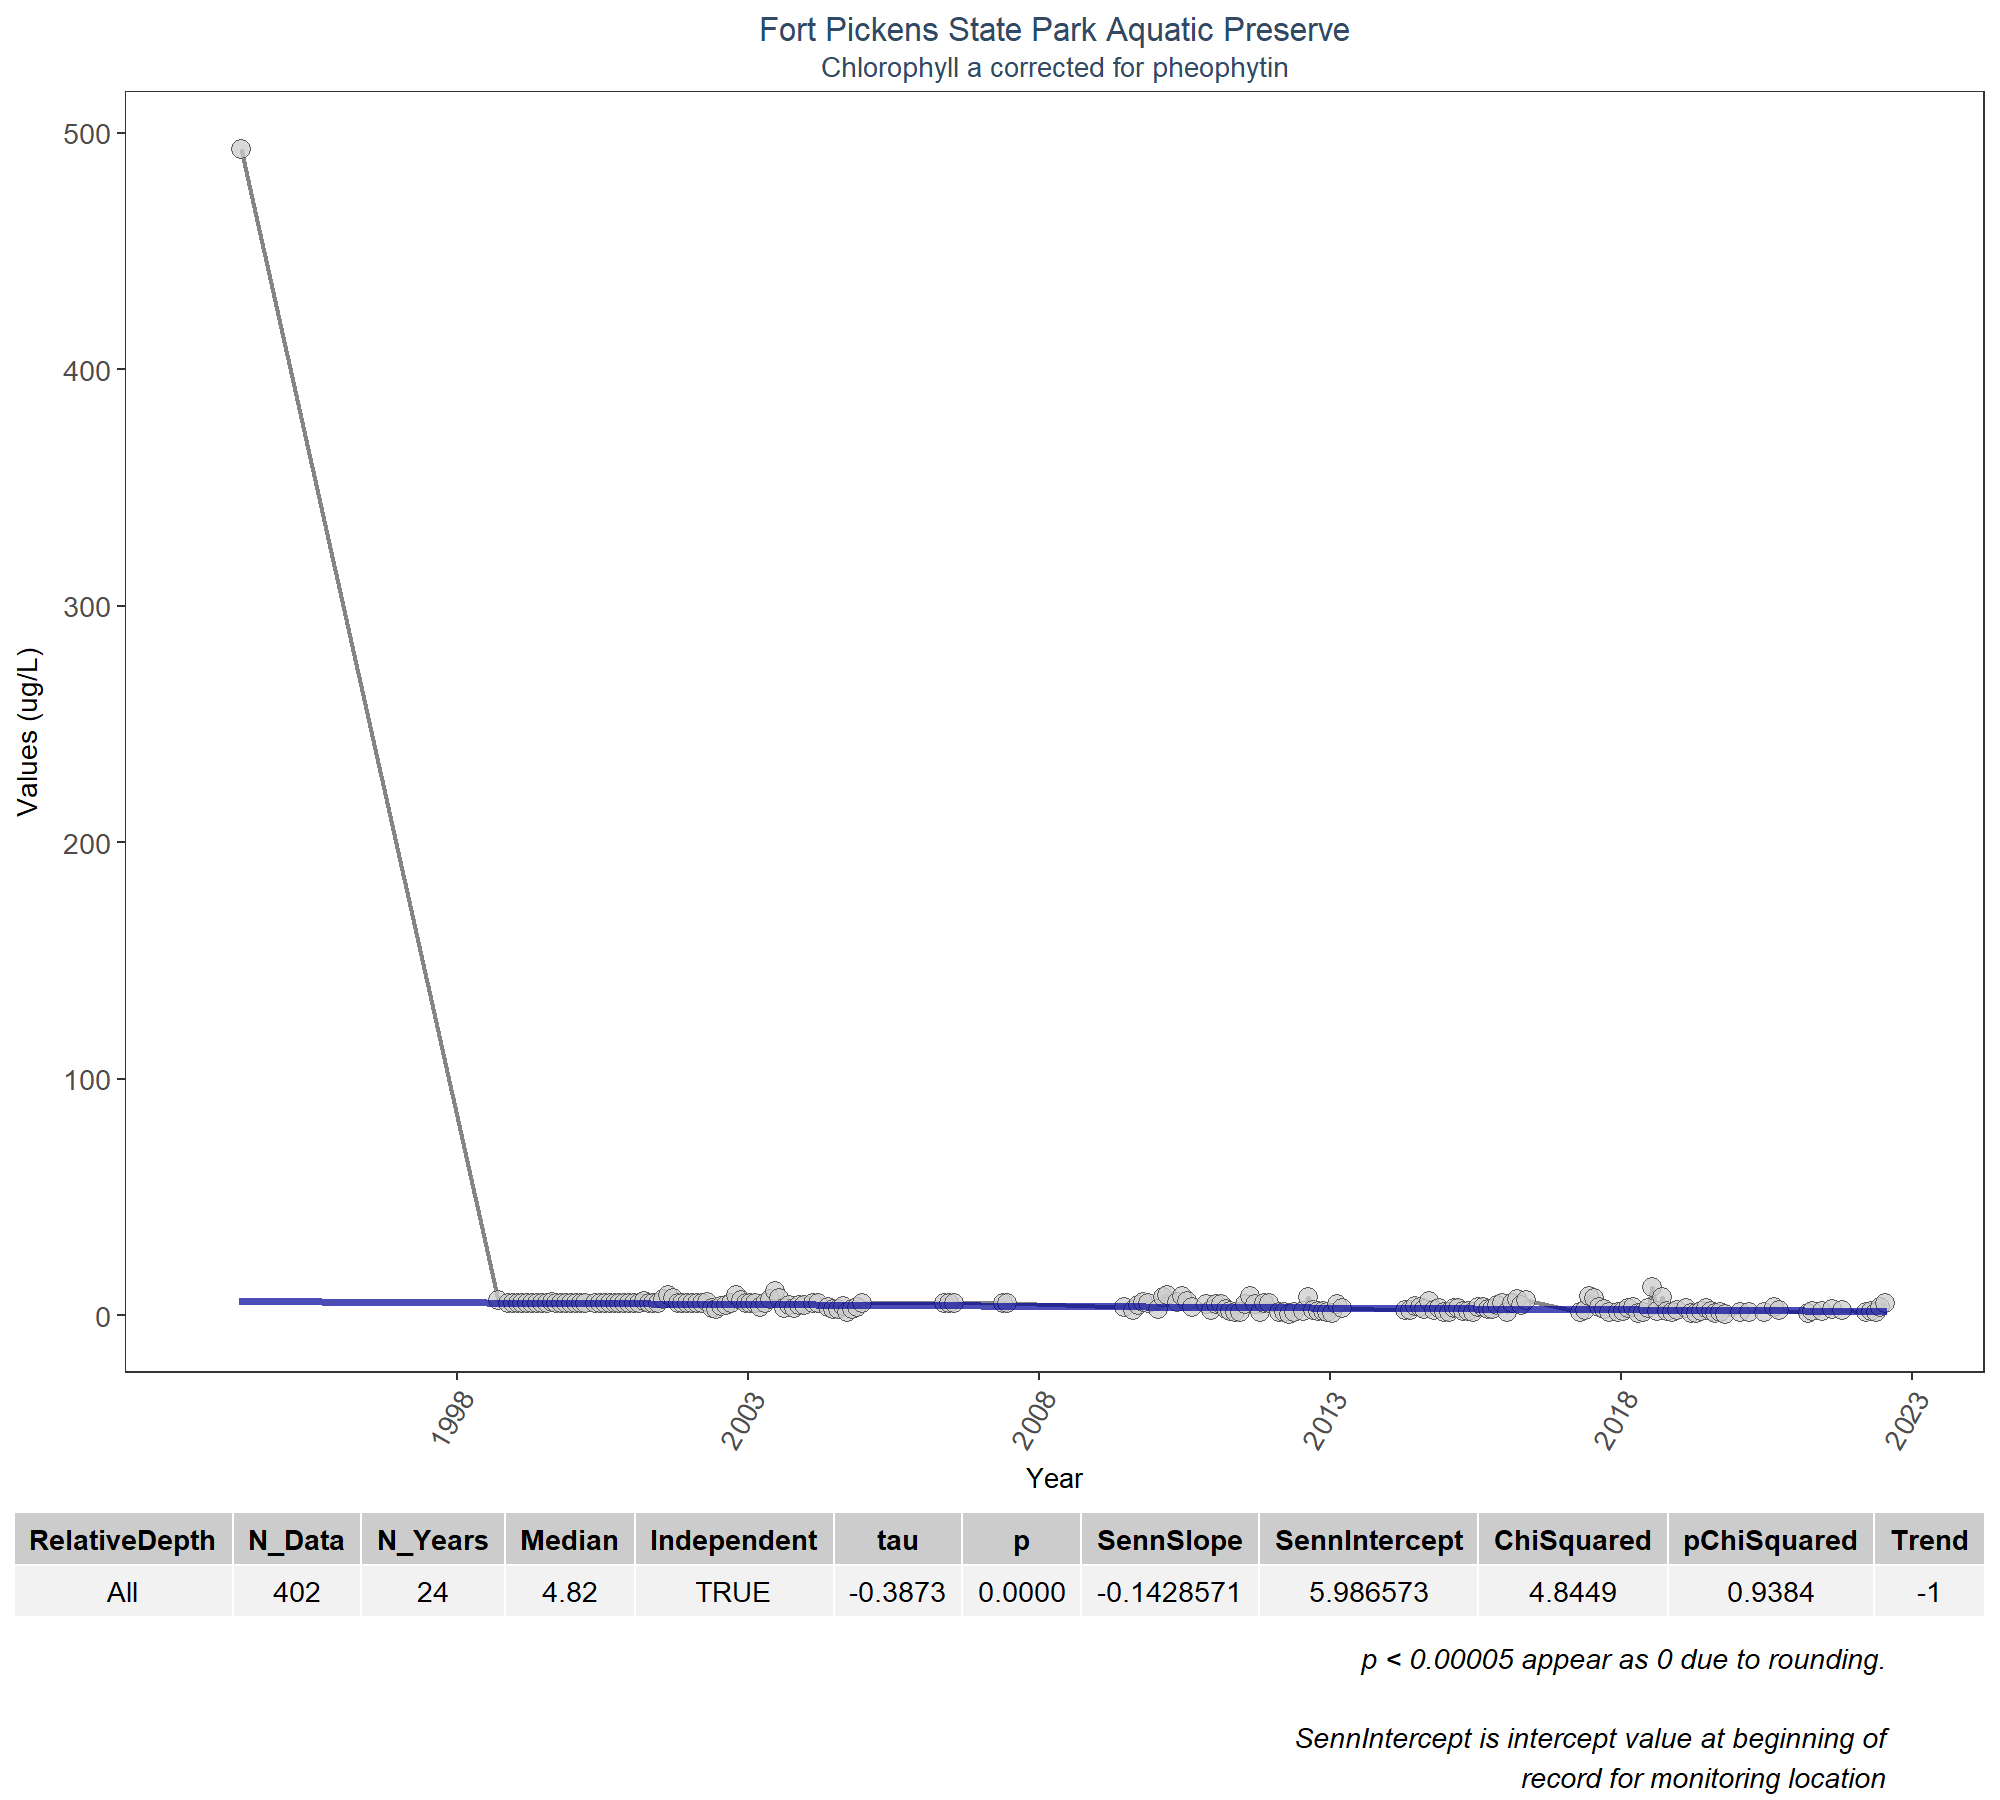 Fort Pickens State Park Aquatic Preserve
Chlorophyll a corrected for pheophytin
500
400
300
200
100
0
Values (ug/L)
1998
2003
2008
2013
2018
2023
Year
RelativeDepth N_Data N_Years Median Independent tau p SennSlope SennIntercept ChiSquared pChiSquared Trend
All 402 24 4.82 TRUE -0.3873 0.0000 -0.1428571 5.986573 4.8449 0.9384 -1
p < 0.00005 appear as 0 due to rounding.
SennIntercept is intercept value at beginning of
record for monitoring location